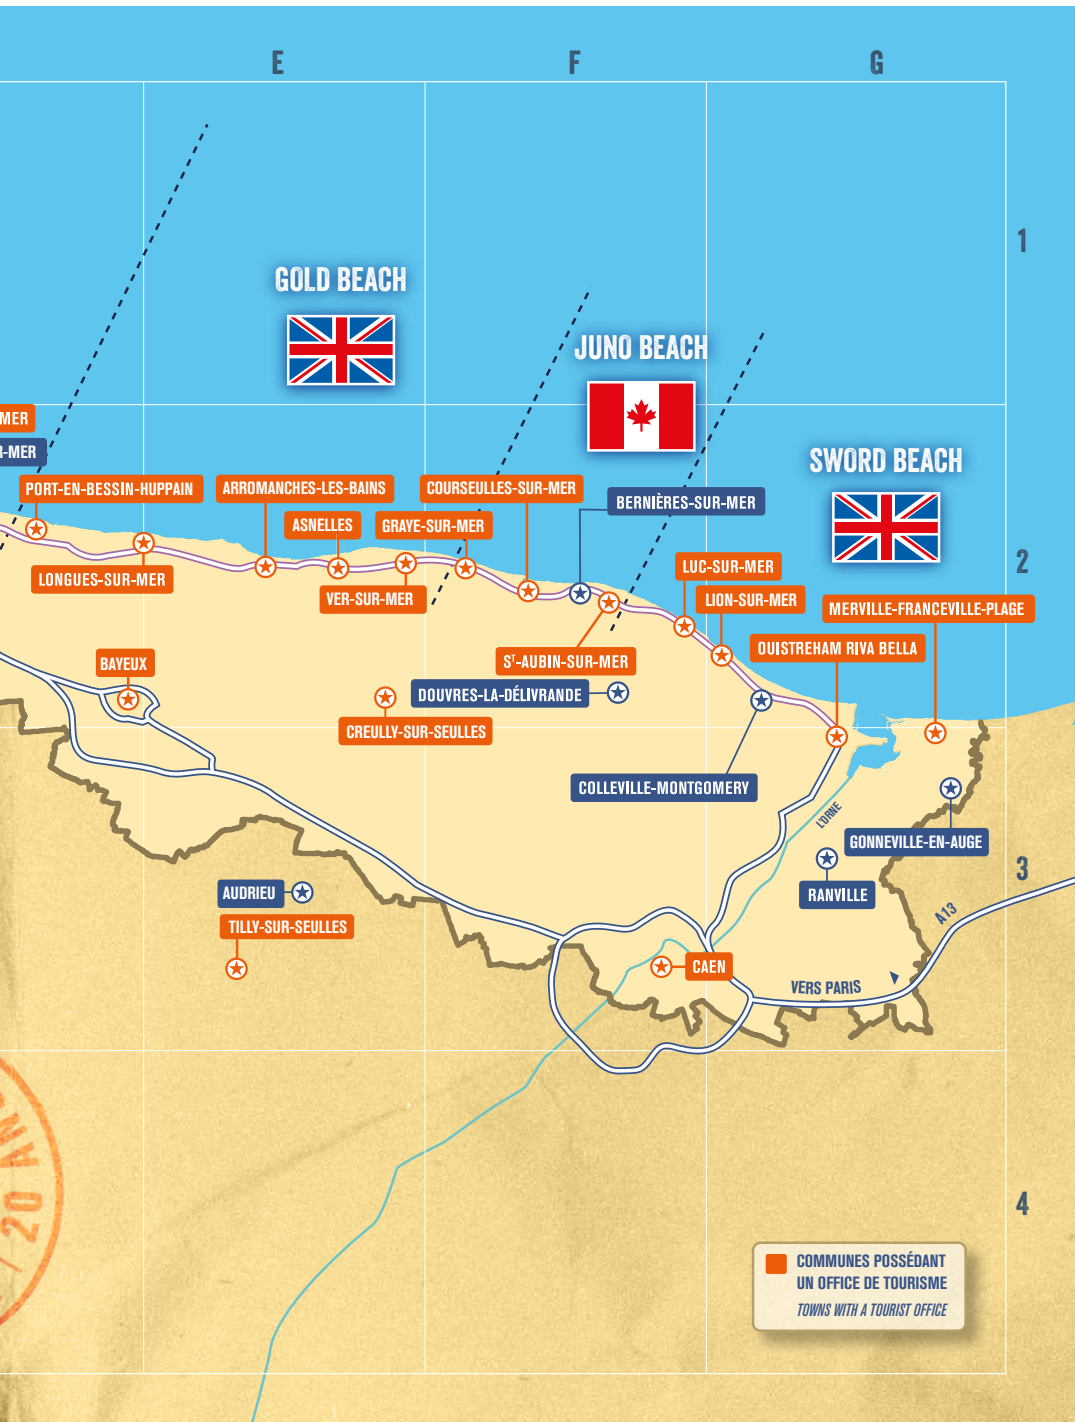 E
F
G
1
GOLD BEACH
JUNO BEACH
MER
R-MER
SWORD BEACH
PORT-EN-BESSIN-HUPPAIN
ARROMANCHES-LES-BAINS
COURSEULLES-SUR-MER
BERNIÈRES-SUR-MER
ASNELLES
GRAYE-SUR-MER
2
LONGUES-SUR-MER
LUC-SUR-MER
VER-SUR-MER
LION-SUR-MER
MERVILLE-FRANCEVILLE-PLAGE
BAYEUX
ST-AUBIN-SUR-MER
OUISTREHAM RIVA BELLA
DOUVRES-LA-DÉLIVRANDE
CREULLY-SUR-SEULLES
COLLEVILLE-MONTGOMERY
L'ORNE
GONNEVILLE-EN-AUGE
3
AUDRIEU
RANVILLE
TILLY-SUR-SEULLES
A13
CAEN
VERS PARIS
20 AN
4
COMMUNES POSSÉDANT
UN OFFICE DE TOURISME
TOWNS WITH A TOURIST OFFICE